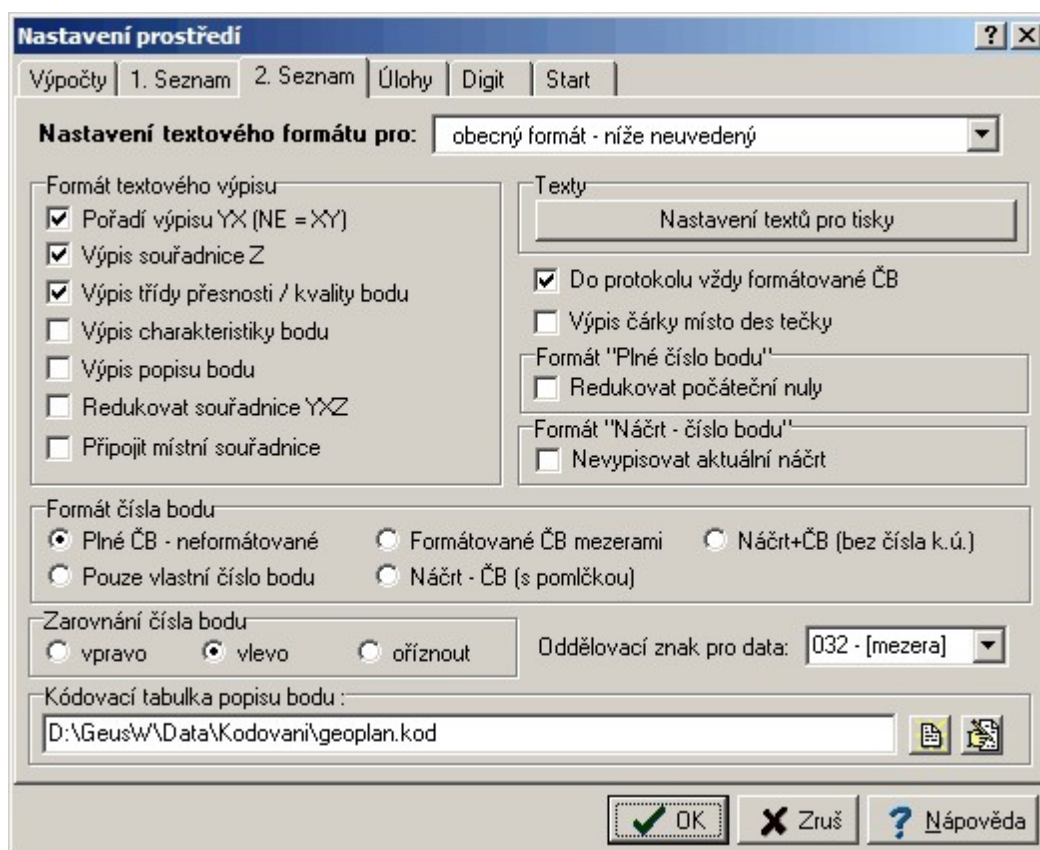 Nastavení prostředí
Výpočty 1. Seznam 2. Seznam Úlohy Digit Start
Nastavení textového formátu pro: obecný formát - níže neuvedený
Formát textového výpisu
Pořadí výpisu YX (NE = XY)
Výpis souřadnice Z
Výpis třídy přesnosti / kvality bodu
Výpis charakteristiky bodu
Výpis popisu bodu
Redukovat souřadnice YXZ
Připojit místní souřadnice
Texty
Nastavení textů pro tisky
Do protokolu vždy formátované ČB
Výpis čárky místo des tečky
Formát "Plné číslo bodu"
Redukovat počáteční nuly
Formát "Náčrt - číslo bodu"
Nevypisovat aktuální náčrt
Formát čísla bodu
Plné ČB - neformátované Formátované ČB mezerami Náčrt+ČB (bez čísla k.ú.)
Pouze vlastní číslo bodu Náčrt - ČB (s pomlčkou)
Zarovnání čísla bodu
vpravo vlevo oříznout
Oddělovací znak pro data: 032 - [mezera]
Kódovací tabulka popisu bodu :
D:\GeusW\Data\Kodovani\geoplan.kod
OK Zruš Nápověda